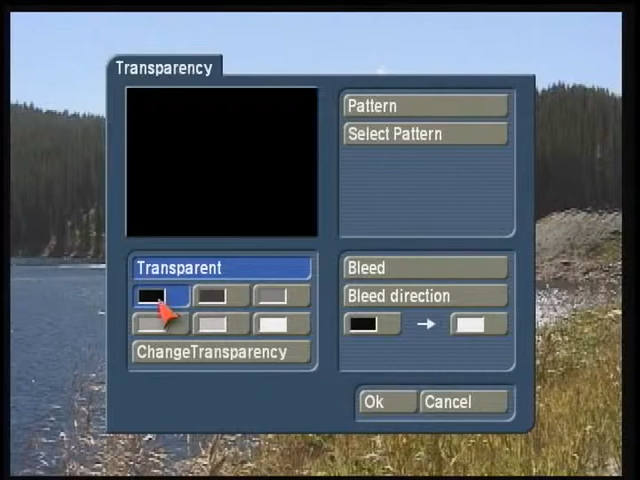 Transparency
Pattern
Select Pattern
Transparent
ChangeTransparency
Bleed
Bleed direction
Ok
Cancel